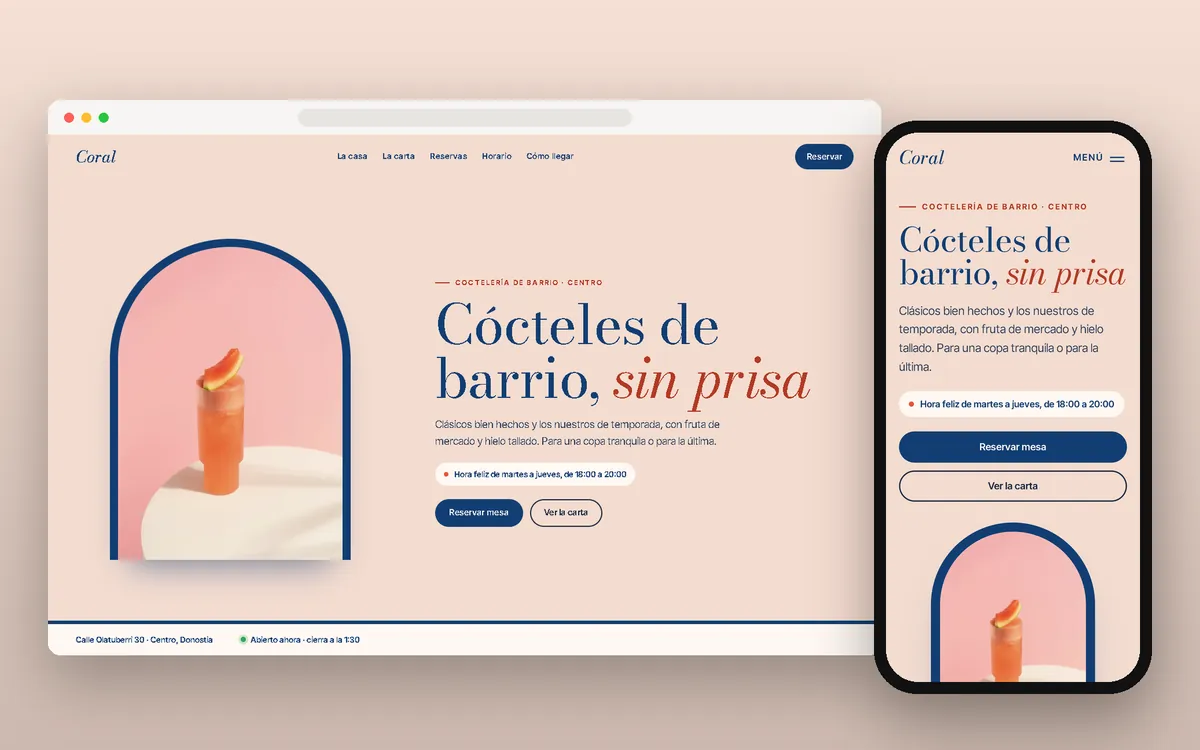 Coral
La casa La carta Reservas Horario Cómo llegar
Reservar
COCTELERÍA DE BARRIO · CENTRO
Cócteles de
barrio, sin prisa
Clásicos bien hechos y los nuestros de temporada, con fruta de
mercado y hielo tallado. Para una copa tranquila o para la última.
Hora feliz de martes a jueves, de 18:00 a 20:00
Reservar mesa Ver la carta
Calle Olatuberri 30 · Centro, Donostia Abierto ahora · cierra a la 1:30
Coral
MENÚ
COCTELERÍA DE BARRIO · CENTRO
Cócteles de
barrio, sin prisa
Clásicos bien hechos y los nuestros de
temporada, con fruta de mercado y hielo
tallado. Para una copa tranquila o para la
última.
Hora feliz de martes a jueves, de 18:00 a 20:00
Reservar mesa
Ver la carta